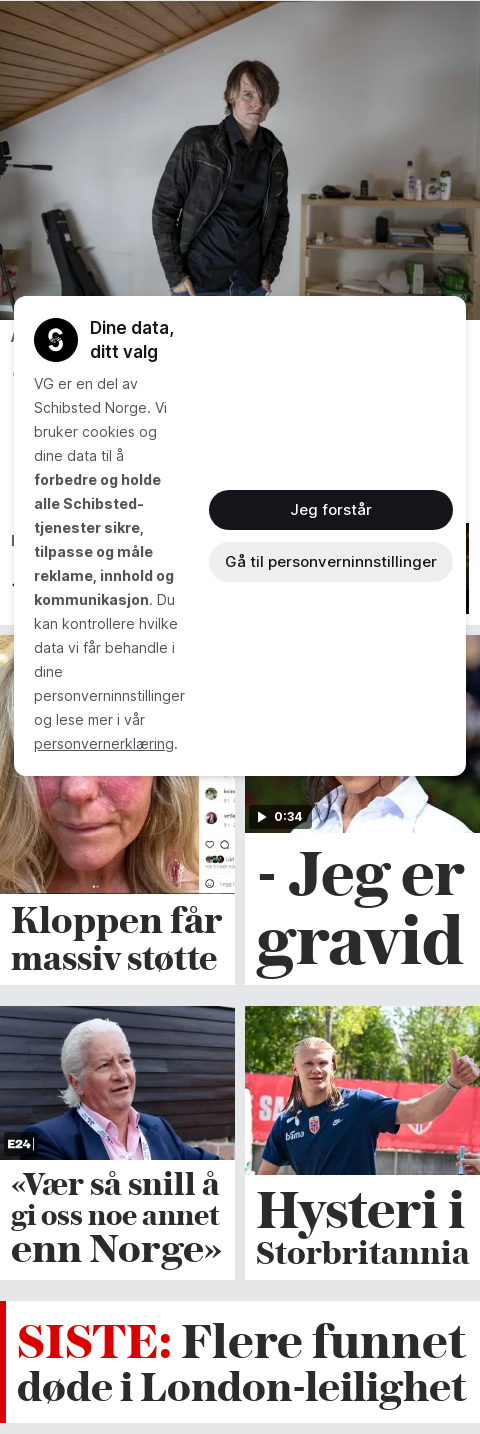 Dine data,
ditt valg
VG er en del av
Schibsted Norge. Vi
bruker cookies og
dine data til å
forbedre og holde
alle Schibsted-
tjenester sikre,
tilpasse og måle
reklame, innhold og
kommunikasjon. Du
kan kontrollere hvilke
data vi får behandle i
dine
personverninnstillinger
og lese mer i vår
personvernerklæring.
Jeg forstår
Gå til personverninnstillinger
0:34
Kloppen får
massiv støtte
- Jeg er
gravid
E24
«Vær så snill å
gi oss noe annet
enn Norge»
bama
Hysteri i
Storbritannia
SISTE: Flere funnet
døde i London-leilighet